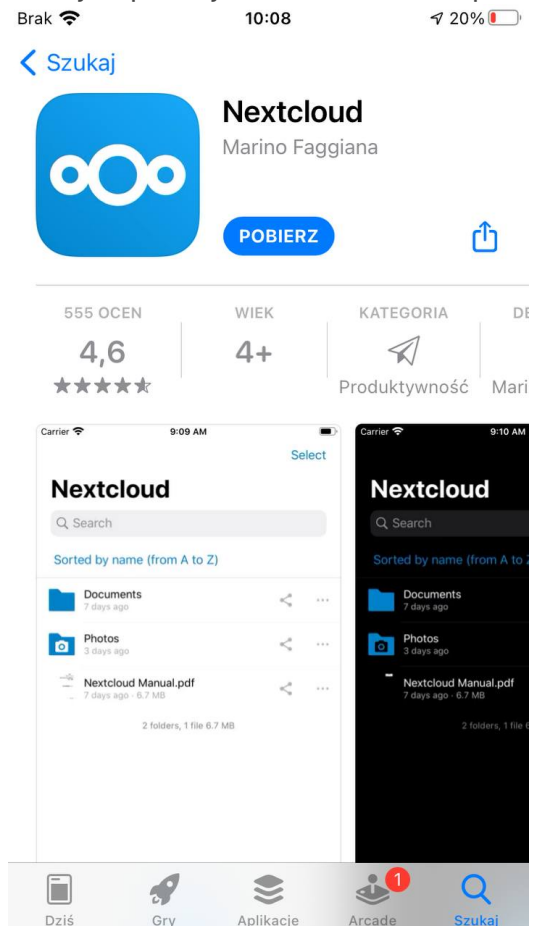 Brak 10:08 20%
Szukaj
Nextcloud
Marino Faggiana
POBIERZ
555 OCEN WIEK KATEGORIA DE
4,6 4+
Produktywność Mari
Carrier 9:09 AM
Select
Nextcloud
Search
Sorted by name (from A to Z)
Documents
7 days ago
Photos
3 days ago
Nextcloud Manual.pdf
7 days ago - 6.7 MB
2 folders, 1 file 6.7 MB
Carrier 9:10 AM
Nextcloud
Search
Sorted by name (from A to Z
Documents
7 days ago
Photos
3 days ago
Nextcloud Manual.pdf
7 days ago - 6.7 MB
2 folders, 1 file 6
1
Dziś Gry Aplikacje Arcade Szukaj